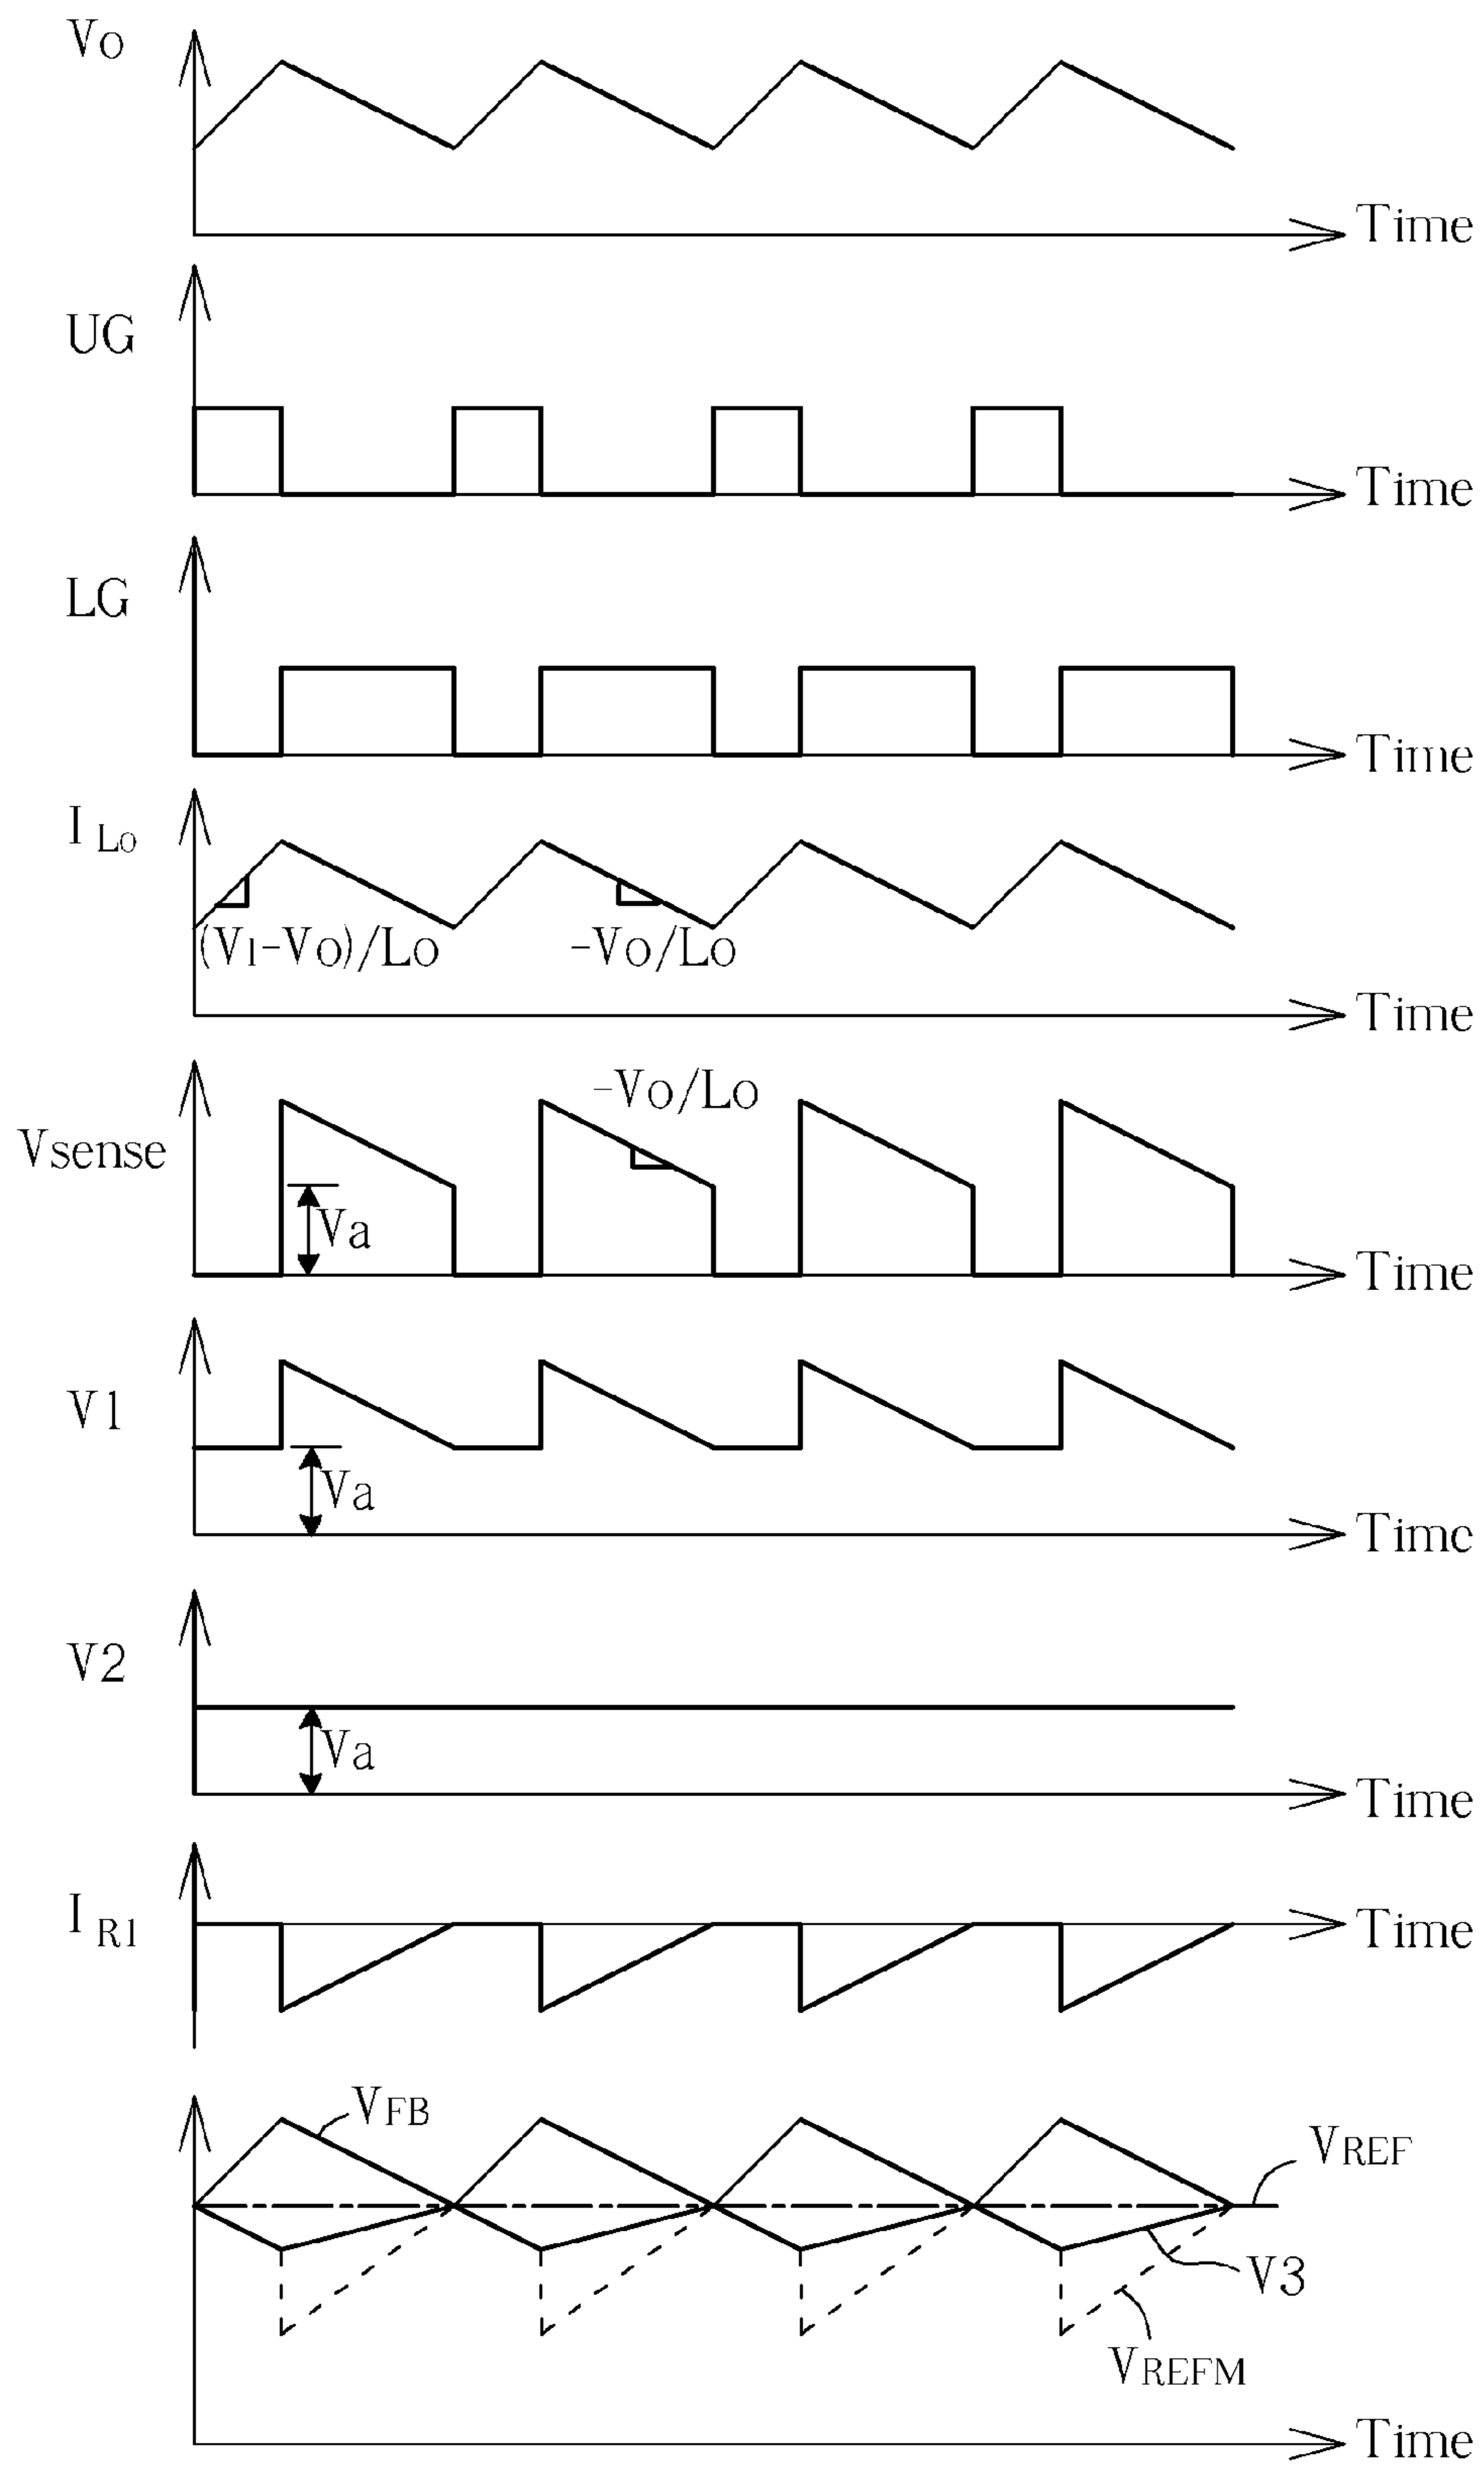 Vo
Time
UG
Time
LG
Time
I Lo
(VI-Vo)/Lo
-Vo/Lo
Time
-Vo/Lo
Vsense
Va
Time
V1
Va
Time
V2
Va
Time
I R1
Time
VFB
VREF
V3
VREFM
Time